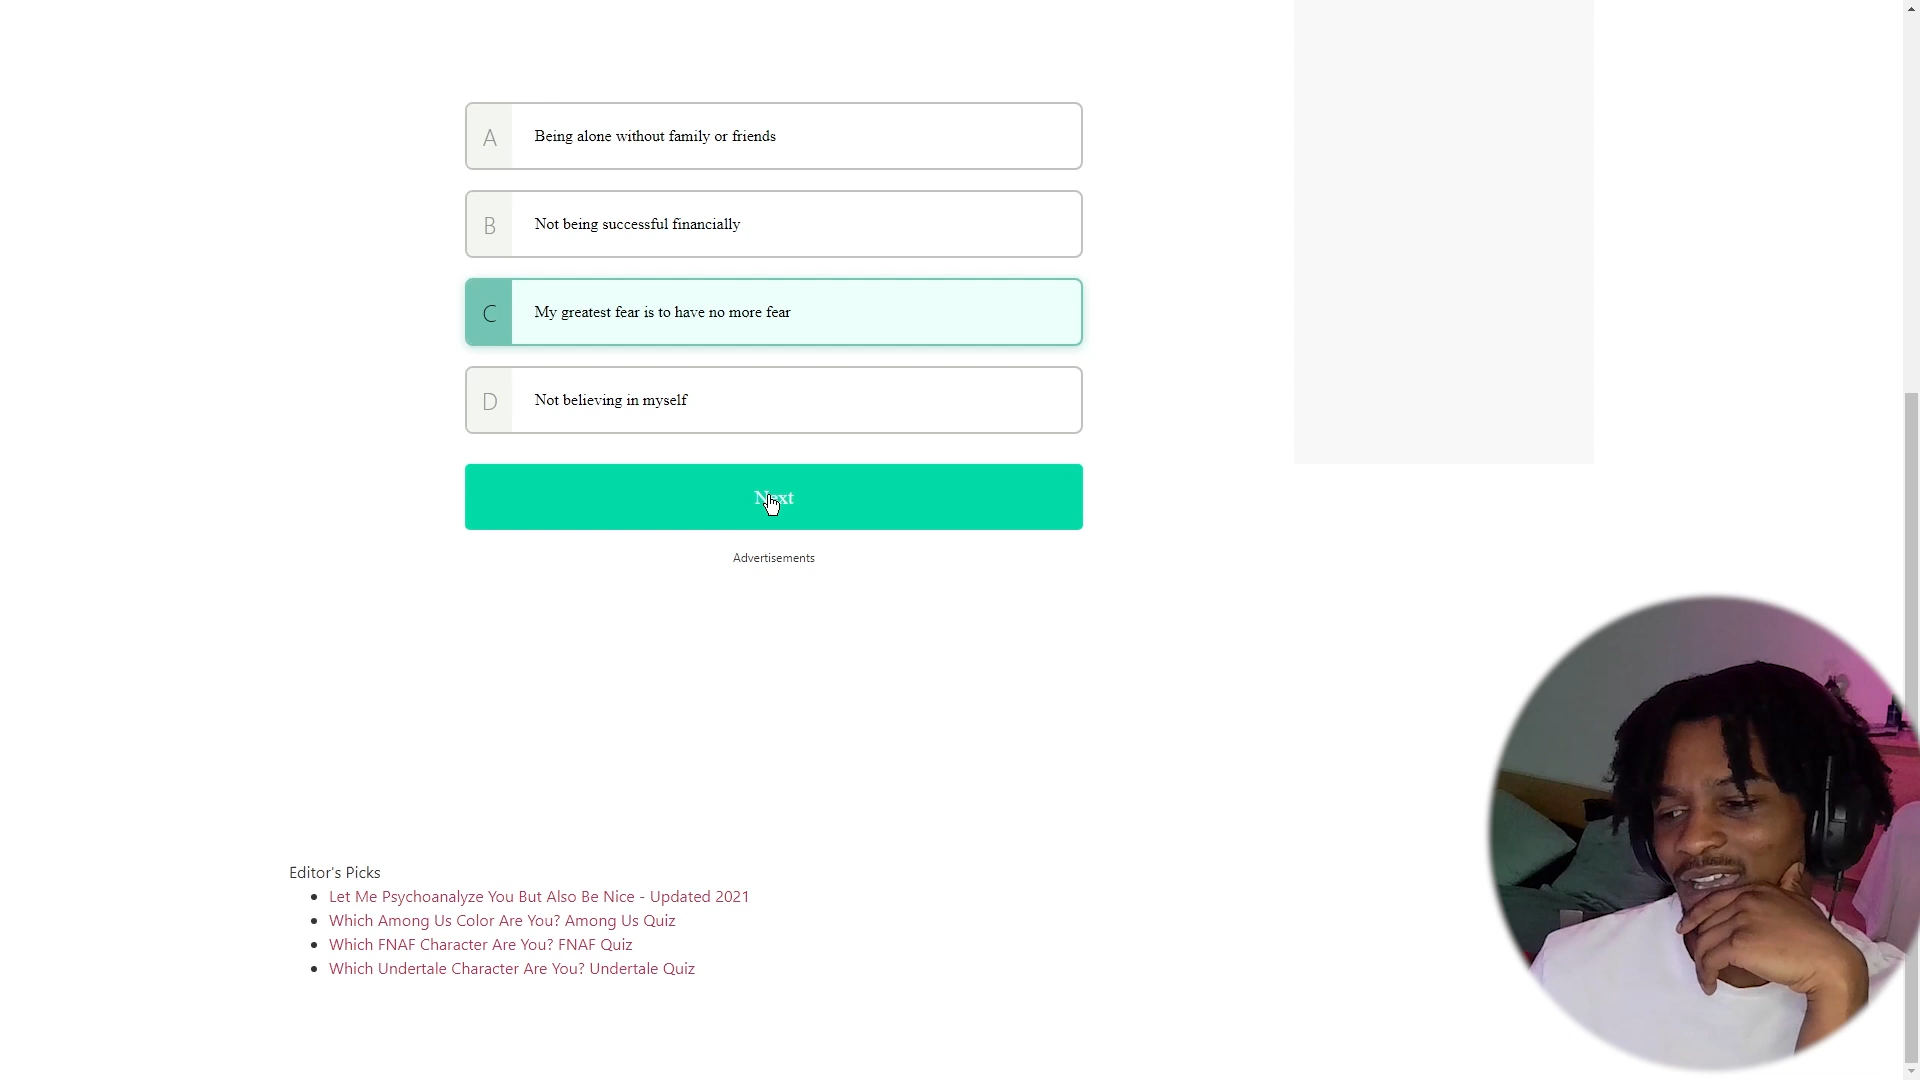 A
Being alone without family or friends
B
Not being successful financially
C
My greatest fear is to have no more fear
D
Not believing in myself
Next
Advertisements
Editor's Picks
Let Me Psychoanalyze You But Also Be Nice - Updated 2021
Which Among Us Color Are You? Among Us Quiz
Which FNAF Character Are You? FNAF Quiz
Which Undertale Character Are You? Undertale Quiz